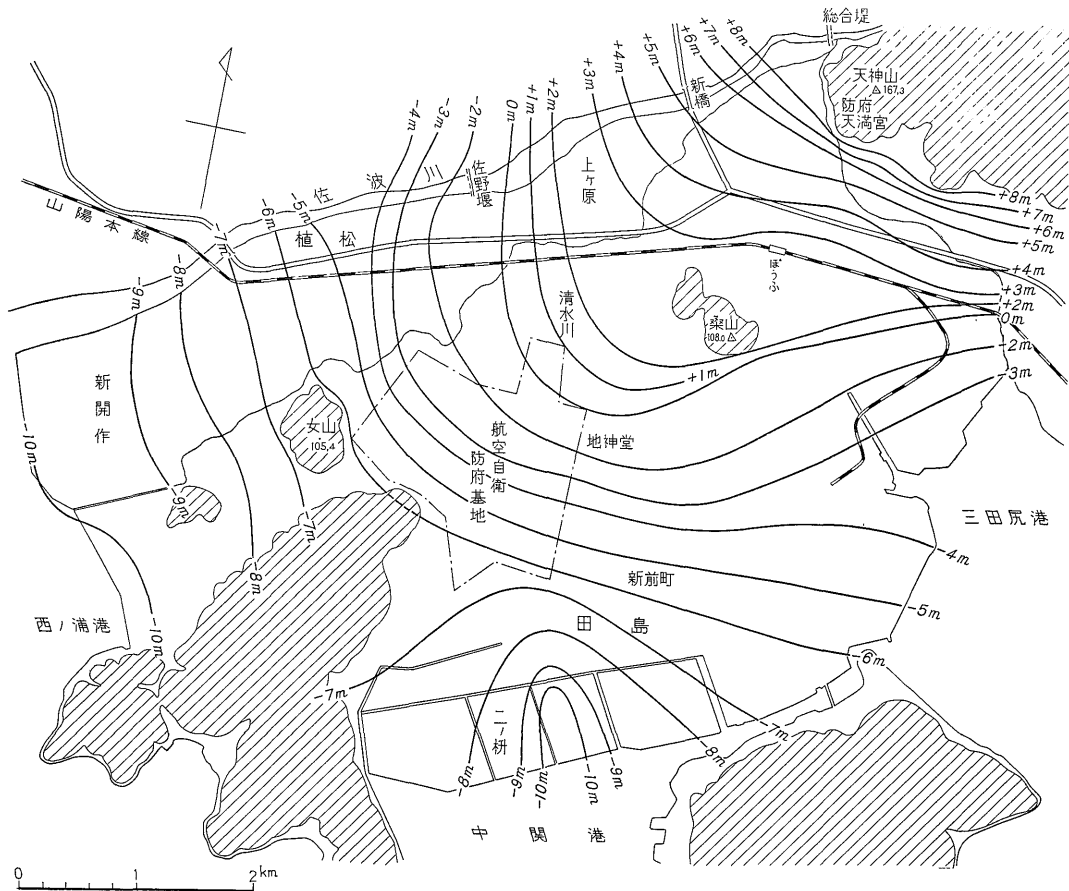 総合堤
+8m
+7m
+6m
+5m
+4m
+3m
+2m
+1m
0m
-2m
-3m
-4m
天神山
△167.3
防府
天満宮
新橋
上ヶ原
佐野堰
佐波川
植松
-5m
-6m
-7m
-8m
-9m
山陽本線
+8m
+7m
+6m
+5m
+4m
+3m
+2m
0m
-2m
-3m
ぼうふ
清水川
桑山
108.0△
+1m
新開作
-10m
女山
105.4
航空自衛
防府基地
地神堂
三田尻港
-9m
-7m
-8m
-4m
新前町
-5m
西ノ浦港
-10m
田島
-6m
-7m
-7m
二ノ枡
8m
-8m
-9m
-10m
-10m
9m
中関港
0 1 2km